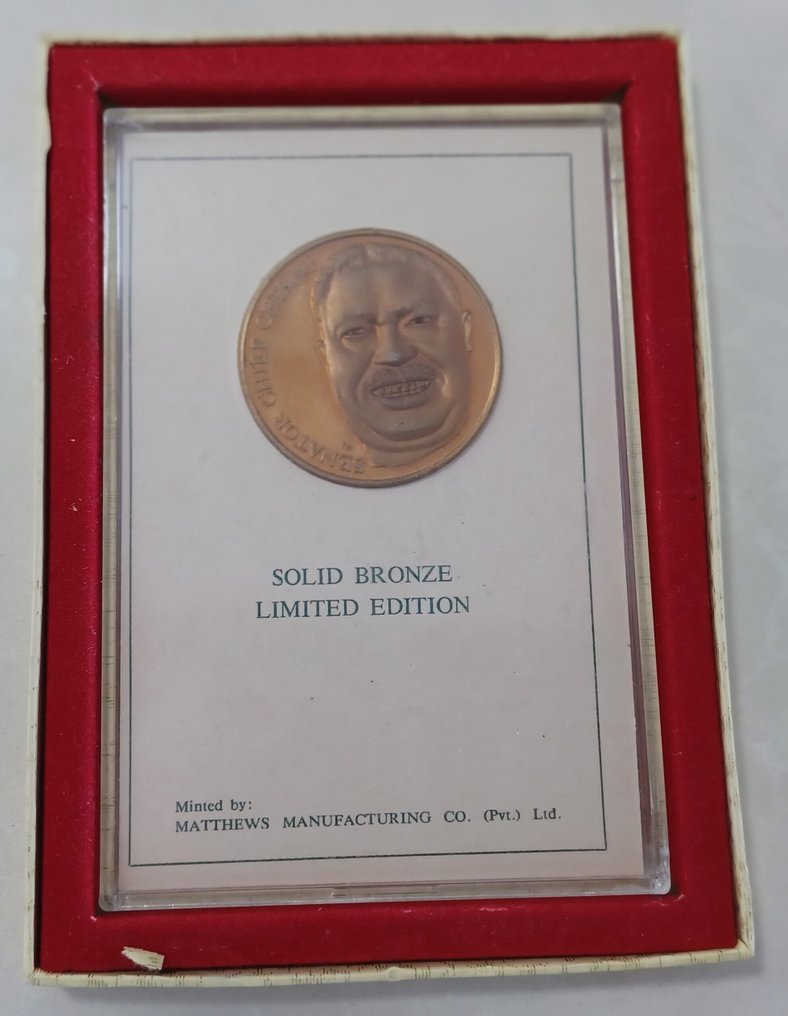 SENATOR CHIEF
SOLID BRONZE
LIMITED EDITION
Minted by:
MATTHEWS MANUFACTURING CO. (Pvt.) Ltd.